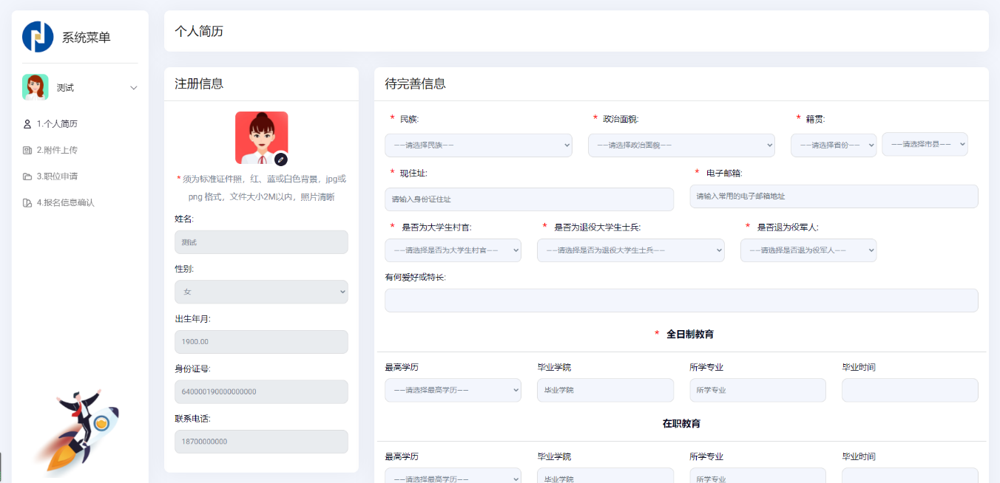 系统菜单
测试
1.个人简历
2.附件上传
3.职位申请
4.报名信息确认
个人简历
注册信息
* 须为标准证件照，红、蓝或白色背景，jpg或
png 格式，文件大小2M以内，照片清晰
姓名:
测试
性别:
女
出生年月:
1900.00
身份证号:
640000190000000000
联系电话:
18700000000
待完善信息
* 民族: * 政治面貌: * 籍贯:
——请选择民族—— ——请选择政治面貌—— ——请选择省份—— ——请选择市县——
* 现住址: * 电子邮箱:
请输入身份证住址 请输入常用的电子邮箱地址
* 是否为大学生村官: * 是否为退役大学生士兵: * 是否退为役军人:
——请选择是否为大学生村官—— ——请选择是否为退役大学生士兵—— ——请选择是否退为役军人——
有何爱好或特长:
* 全日制教育
最高学历 毕业学院 所学专业 毕业时间
——请选择最高学历—— 毕业学院 所学专业
在职教育
最高学历 毕业学院 所学专业 毕业时间
——请选择最高学历—— 毕业学院 所学专业